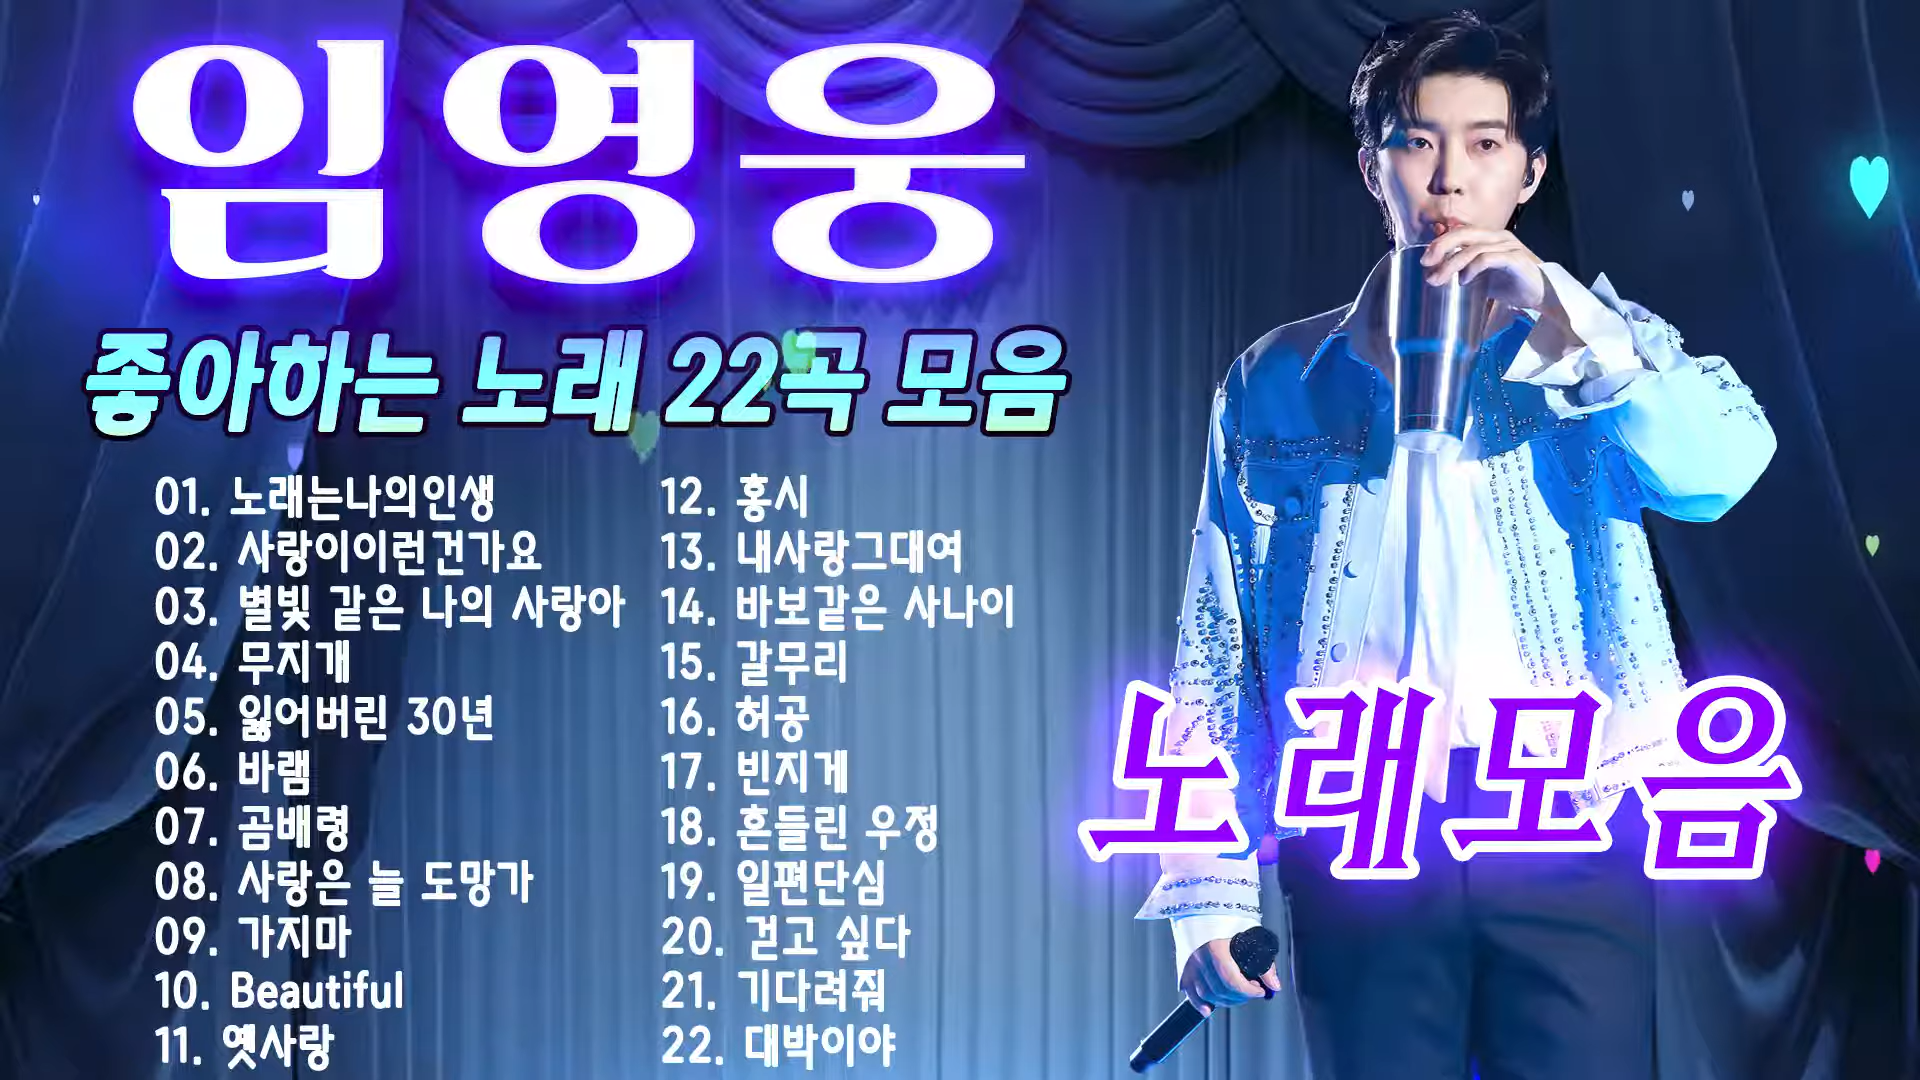 임영웅
좋아하는 노래 22곡 모음
01. 노래는나의인생
02. 사랑이이런건가요
03. 별빛 같은 나의 사랑아
04. 무지개
05. 잃어버린 30년
06. 바램
07. 곰배령
08. 사랑은 늘 도망가
09. 가지마
10. Beautiful
11. 옛사랑
12. 홍시
13. 내사랑그대여
14. 바보같은 사나이
15. 갈무리
16. 허공
17. 빈지게
18. 흔들린 우정
19. 일편단심
20. 걷고 싶다
21. 기다려줘
22. 대박이야
노래모음